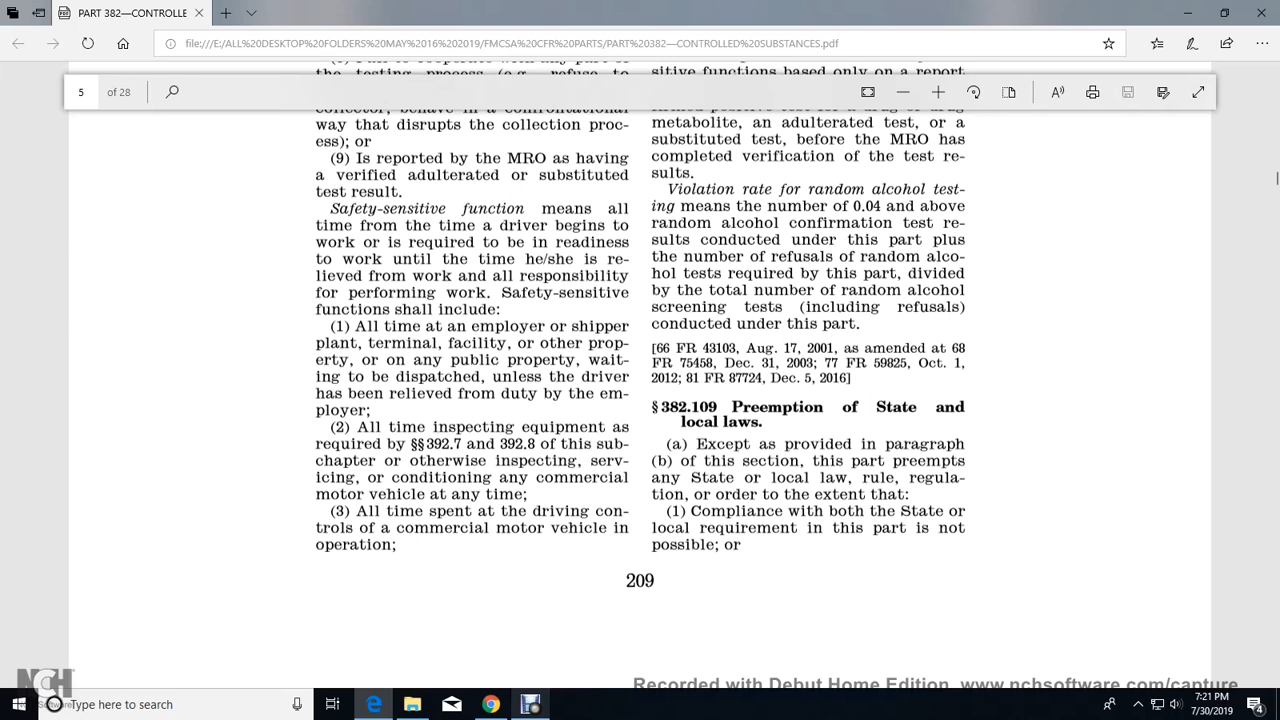 PART 382—CONTROLLE
file:///E:/ALL%20DESKTOP%20FOLDERS%20MAY%2016%202019/FMCSA%20CFR%20PARTS/PART%20382—CONTROLLED%20SUBSTANCES.pdf
5 of 28
the testing process (e.g., refuse to
collector, behave in a confrontational
way that disrupts the collection proc-
ess); or
(9) Is reported by the MRO as having
a verified adulterated or substituted
test result.
Safety-sensitive function means all
time from the time a driver begins to
work or is required to be in readiness
to work until the time he/she is re-
lieved from work and all responsibility
for performing work. Safety-sensitive
functions shall include:
(1) All time at an employer or shipper
plant, terminal, facility, or other prop-
erty, or on any public property, wait-
ing to be dispatched, unless the driver
has been relieved from duty by the em-
ployer;
(2) All time inspecting equipment as
required by §§392.7 and 392.8 of this sub-
chapter or otherwise inspecting, serv-
icing, or conditioning any commercial
motor vehicle at any time;
(3) All time spent at the driving con-
trols of a commercial motor vehicle in
operation;
sitive functions based only on a report
metabolite, an adulterated test, or a
substituted test, before the MRO has
completed verification of the test re-
sults.
Violation rate for random alcohol test-
ing means the number of 0.04 and above
random alcohol confirmation test re-
sults conducted under this part plus
the number of refusals of random alco-
hol tests required by this part, divided
by the total number of random alcohol
screening tests (including refusals)
conducted under this part.
[66 FR 43103, Aug. 17, 2001, as amended at 68
FR 75458, Dec. 31, 2003; 77 FR 59825, Oct. 1,
2012; 81 FR 87724, Dec. 5, 2016]
§ 382.109 Preemption of State and
local laws.
(a) Except as provided in paragraph
(b) of this section, this part preempts
any State or local law, rule, regula-
tion, or order to the extent that:
(1) Compliance with both the State or
local requirement in this part is not
possible; or
209
NCH
Recorded with Debut Home Edition. www.nchsoftware.com/capture
Type here to search
7:21 PM
7/30/2019
4